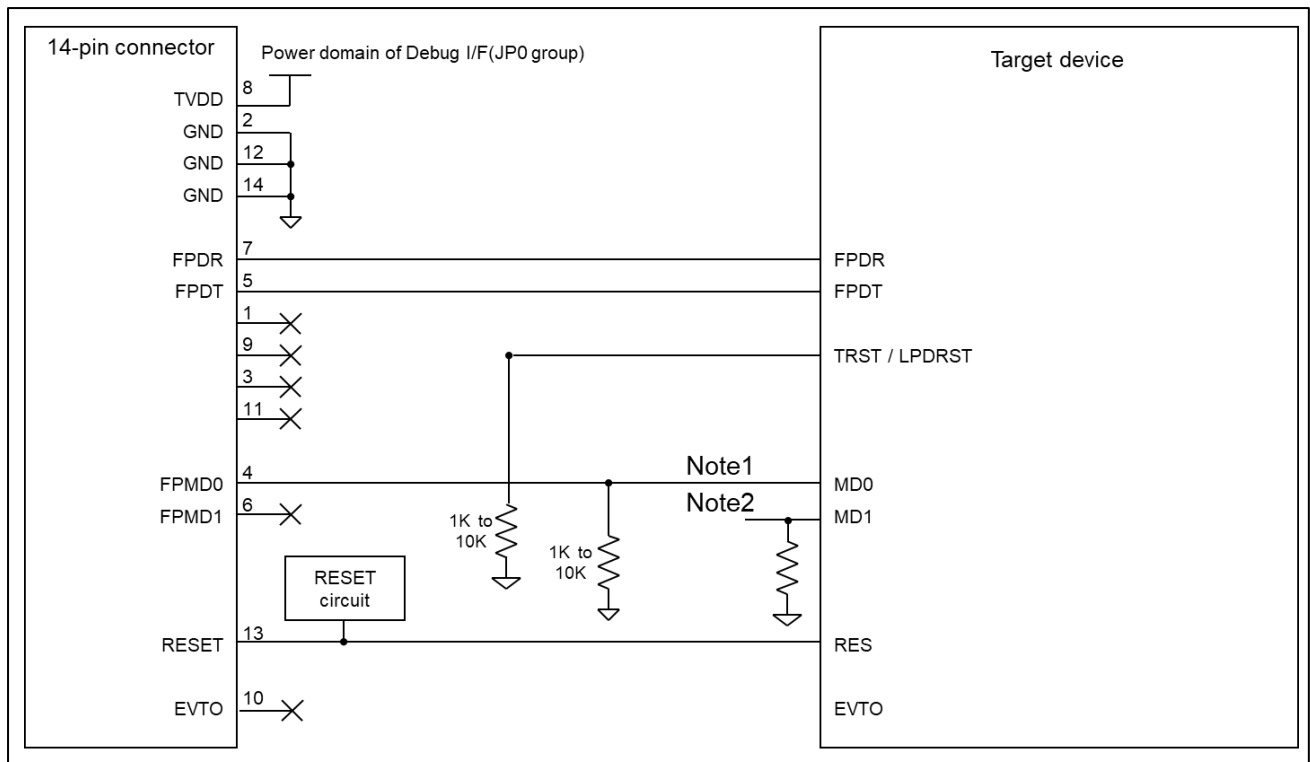 14-pin connector
Power domain of Debug I/F(JP0 group)
Target device
TVDD
8
GND
2
GND
12
GND
14
FPDR
7
FPDR
FPDT
5
FPDT
1
9
TRST / LPDRST
3
11
Note1
FPMD0
4
MD0
Note2
FPMD1
6
MD1
1K to
10K
1K to
10K
RESET
circuit
RESET
13
RES
EVTO
10
EVTO